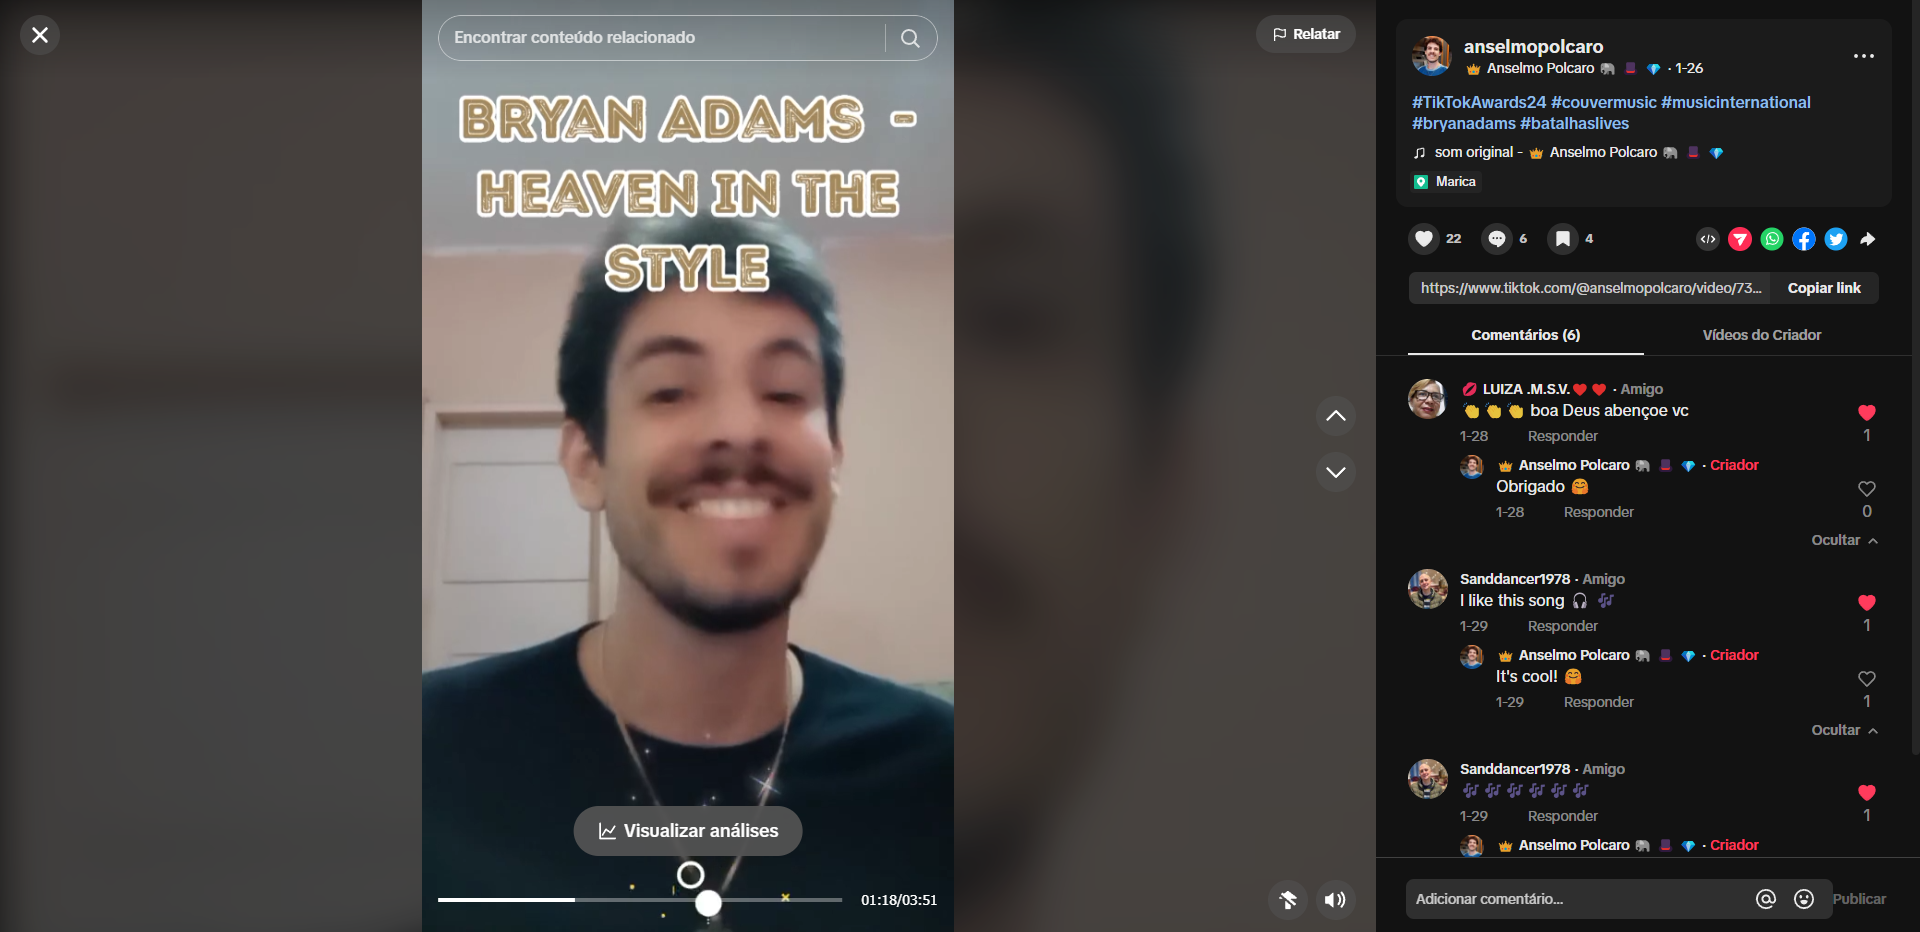 Encontrar conteúdo relacionado
Relatar
BRYAN ADAMS -
HEAVEN IN THE
STYLE
Visualizar análises
01:18/03:51
anselmopolcaro
Anselmo Polcaro · 1-26
#TikTokAwards24 #couvermusic #musicinternational
#bryanadams #batalhaslives
som original - Anselmo Polcaro
Marica
22
6
4
https://www.tiktok.com/@anselmopolcaro/video/73...
Copiar link
Comentários (6)
Vídeos do Criador
LUIZA .M.S.V. · Amigo
boa Deus abençoe vc
1-28 Responder
1
Anselmo Polcaro · Criador
Obrigado
1-28 Responder
0
Ocultar
Sanddancer1978 · Amigo
I like this song
1-29 Responder
1
Anselmo Polcaro · Criador
It's cool!
1-29 Responder
1
Ocultar
Sanddancer1978 · Amigo
1-29 Responder
1
Anselmo Polcaro · Criador
Adicionar comentário...
Publicar